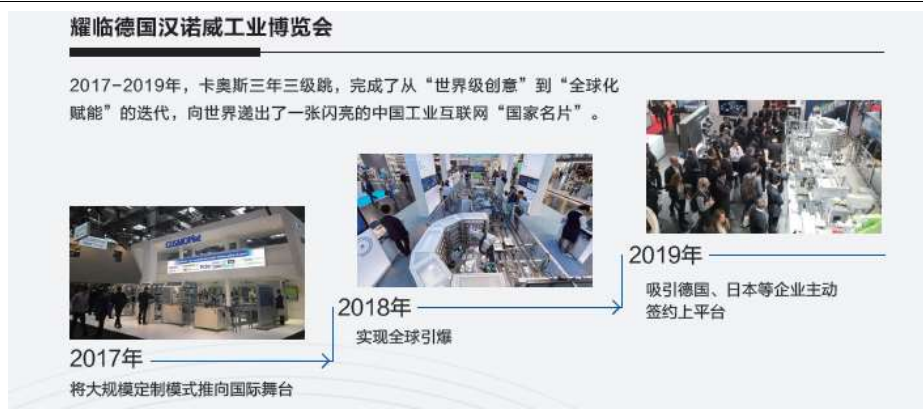 耀临德国汉诺威工业博览会
2017-2019年，卡奥斯三年三级跳，完成了从“世界级创意”到“全球化
赋能”的迭代，向世界递出了一张闪亮的中国工业互联网“国家名片”。
COSMOPlat
2017年
将大规模定制模式推向国际舞台
2018年
实现全球引爆
2019年
吸引德国、日本等企业主动
签约上平台